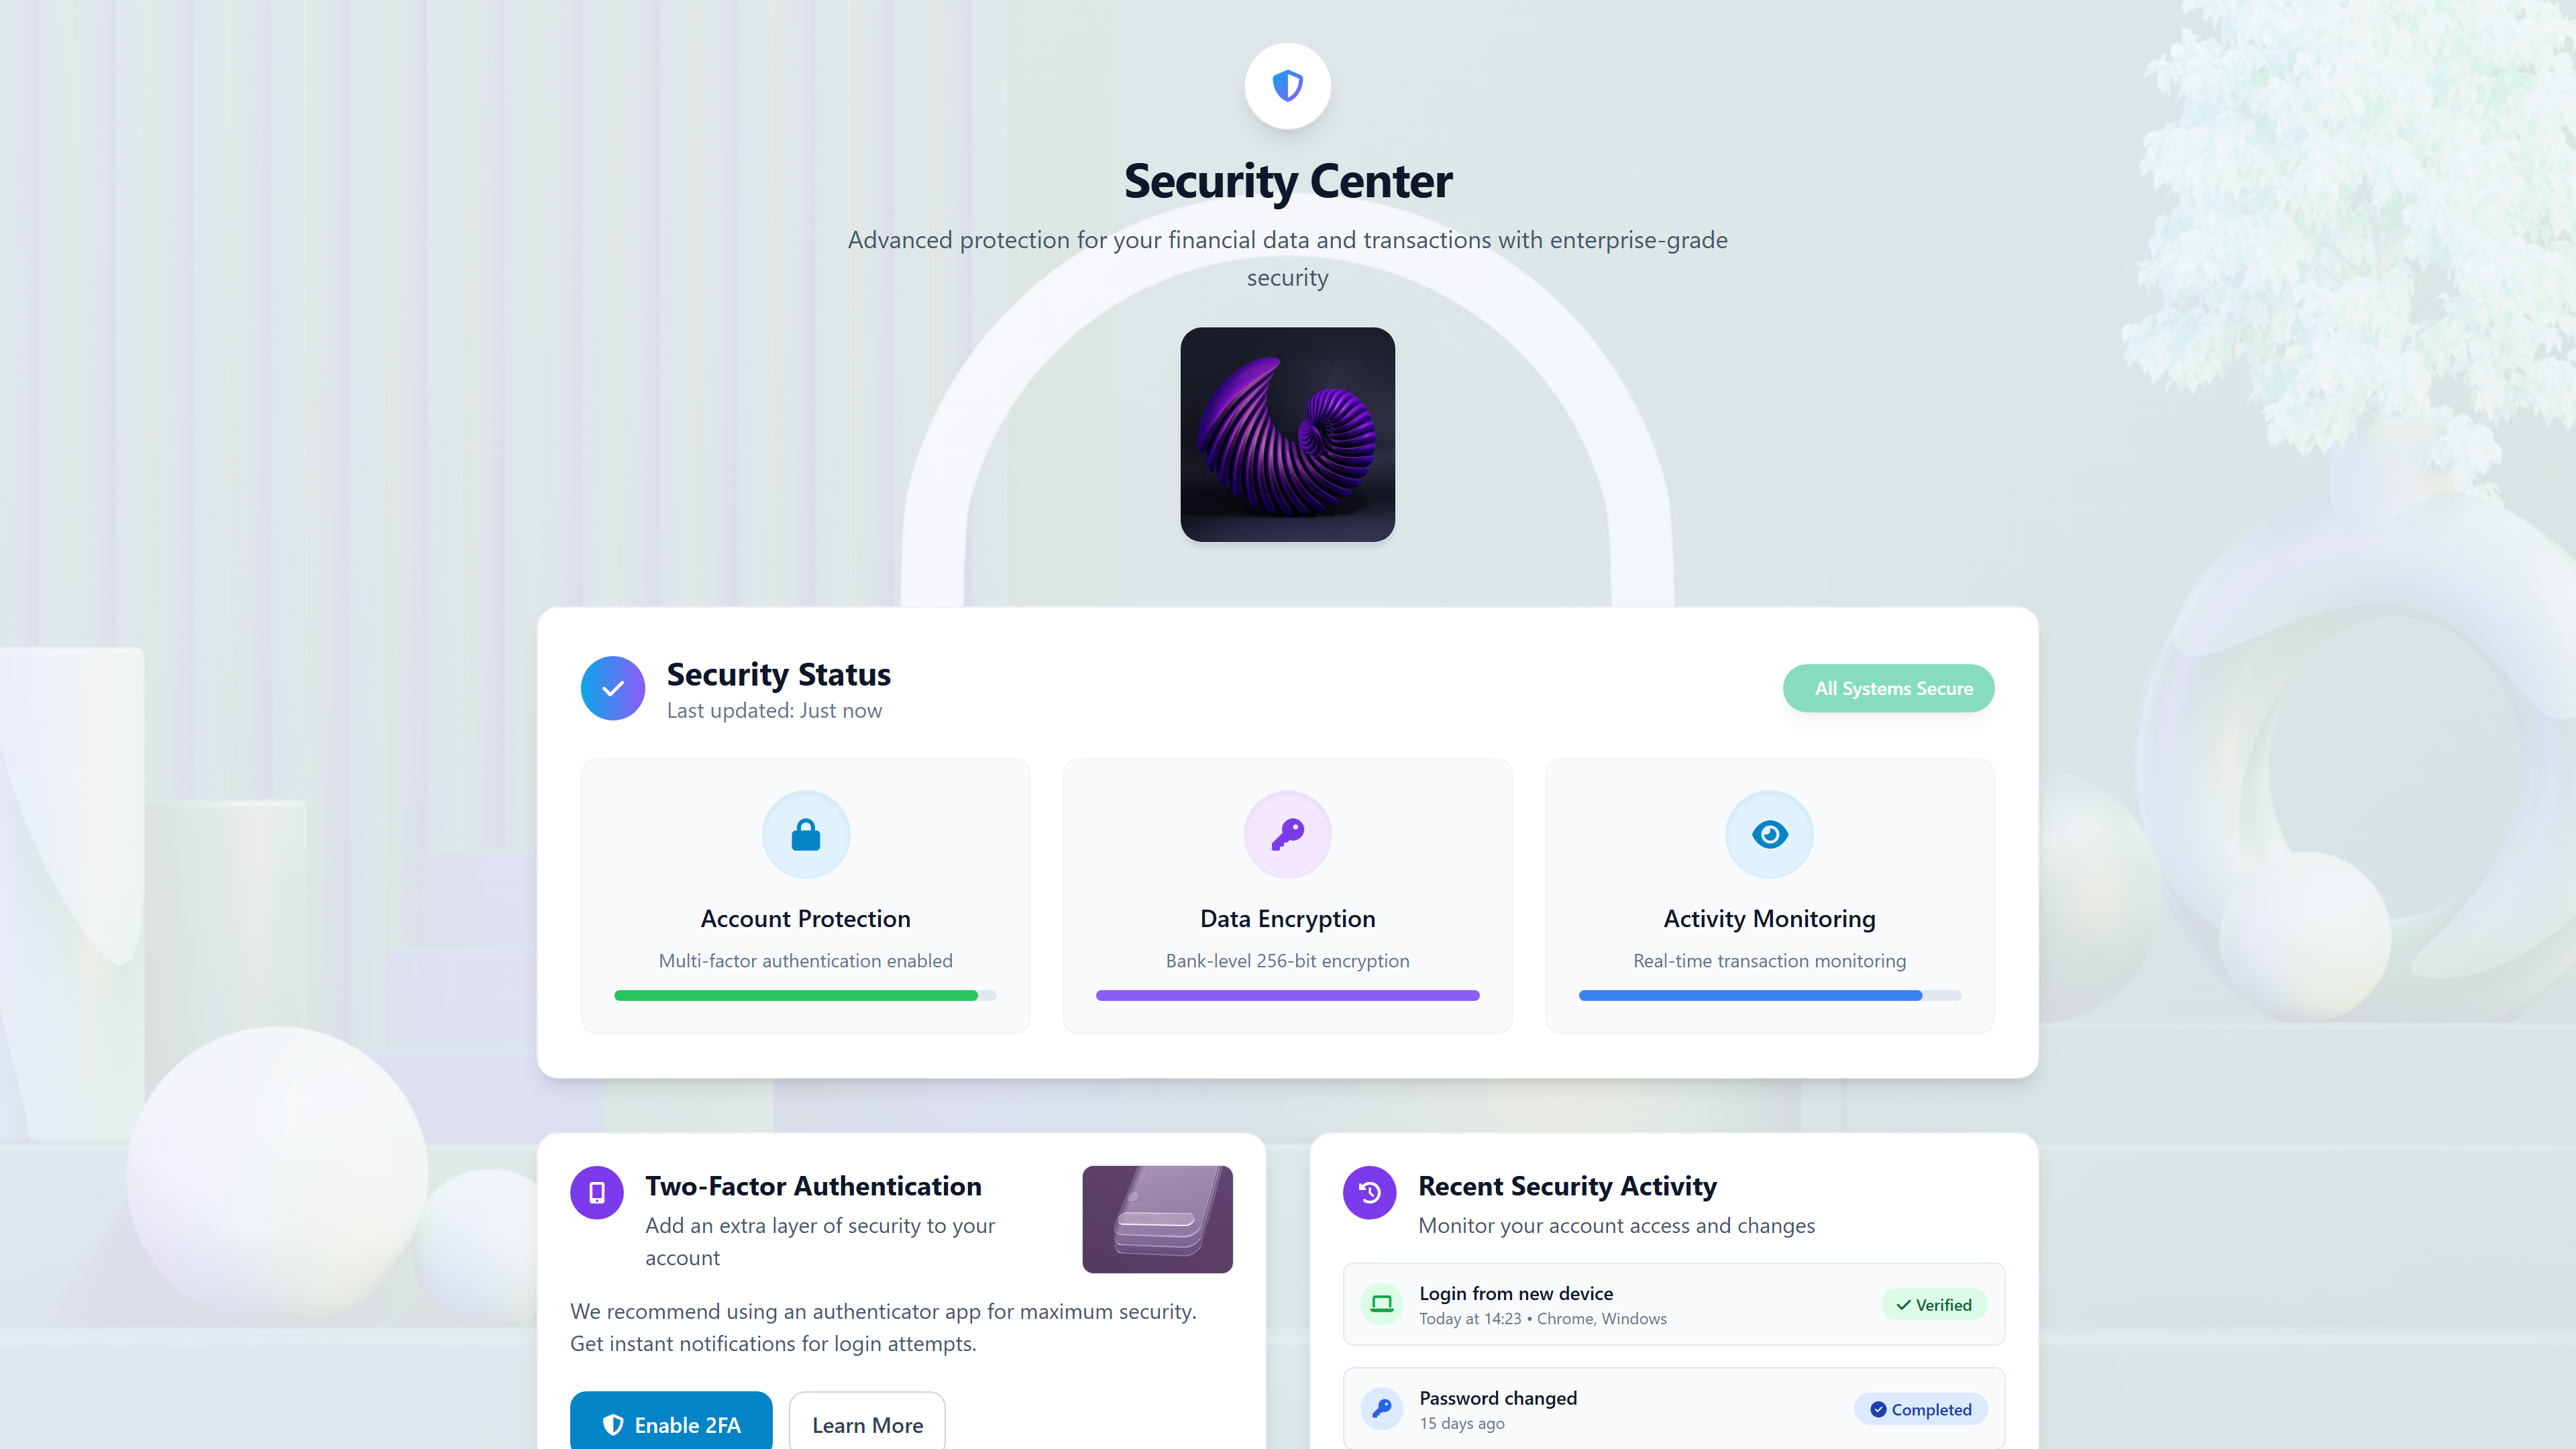 Security Center
Advanced protection for your financial data and transactions with enterprise-grade
security
Security Status
Last updated: Just now
All Systems Secure
Account Protection
Multi-factor authentication enabled
Data Encryption
Bank-level 256-bit encryption
Activity Monitoring
Real-time transaction monitoring
Two-Factor Authentication
Add an extra layer of security to your
account
We recommend using an authenticator app for maximum security.
Get instant notifications for login attempts.
Enable 2FA
Learn More
Recent Security Activity
Monitor your account access and changes
Login from new device
Today at 14:23 • Chrome, Windows
Verified
Password changed
15 days ago
Completed